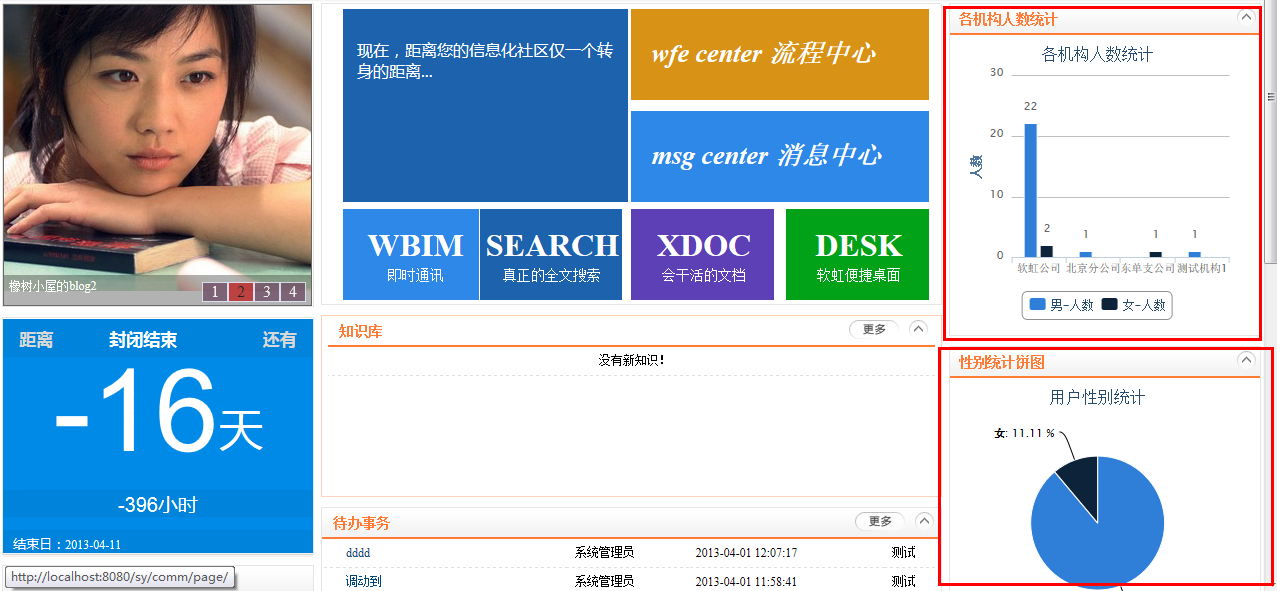 橡树小屋的blog2
1 2 3 4
距离 封闭结束 还有
-16天
-396小时
结束日：2013-04-11
http://localhost:8080/sy/comm/page/
现在，距离您的信息化社区仅一个转
身的距离...
wfe center 流程中心
msg center 消息中心
WBIM
即时通讯
SEARCH
真正的全文搜索
XDOC
会干活的文档
DESK
软虹便捷桌面
知识库 更多
没有新知识！
待办事务 更多
dddd 系统管理员 2013-04-01 12:07:17 测试
调动到 系统管理员 2013-04-01 11:58:41 测试
各机构人数统计
各机构人数统计
人数
30
20
10
0
22
2
1
1
1
软虹公司 北京分公司 东单支公司 测试机构1
男-人数 女-人数
性别统计饼图
用户性别统计
女: 11.11 %